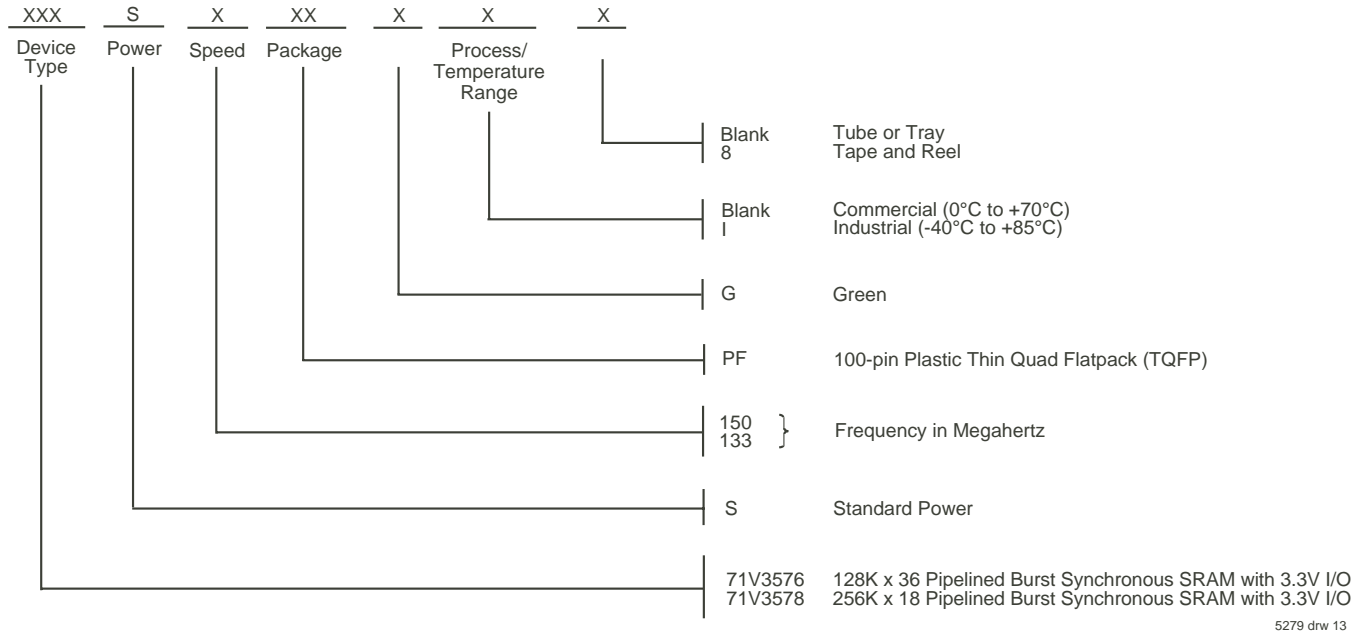 XXX S X XX X X X
Device Type Power Speed Package Process/ Temperature Range
Blank Tube or Tray
8 Tape and Reel
Blank Commercial (0°C to +70°C)
I Industrial (-40°C to +85°C)
G Green
PF 100-pin Plastic Thin Quad Flatpack (TQFP)
150
133 } Frequency in Megahertz
S Standard Power
71V3576 128K x 36 Pipelined Burst Synchronous SRAM with 3.3V I/O
71V3578 256K x 18 Pipelined Burst Synchronous SRAM with 3.3V I/O
5279 drw 13